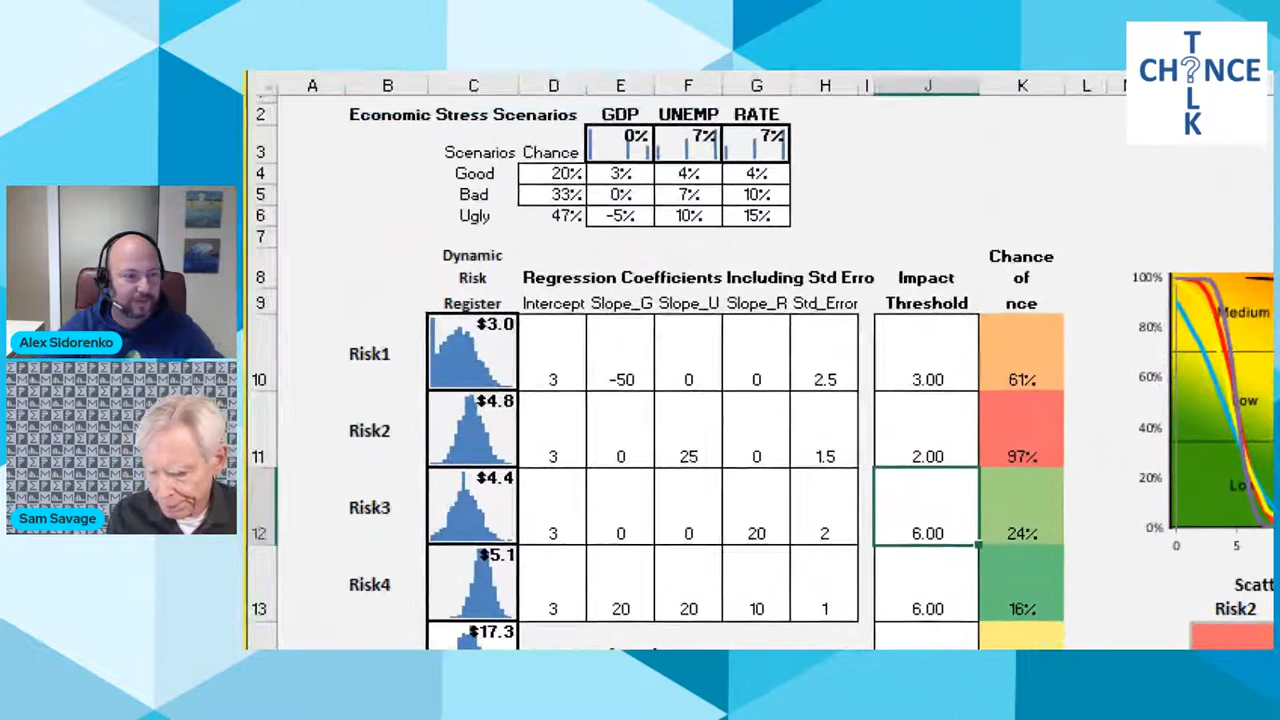 T
CH?NCE
L
K
A B C D E F G H I J K L
2 Economic Stress Scenarios GDP UNEMP RATE
0% 7% 7%
3 Scenarios Chance
4 Good 20% 3% 4% 4%
5 Bad 33% 0% 7% 10%
6 Ugly 47% -5% 10% 15%
7
Dynamic Chance
8 Risk Regression Coefficients Including Std Erro Impact of
9 Register Intercept Slope_G Slope_U Slope_R Std_Error Threshold nce
$3.0
Risk1
10 3 -50 0 0 2.5 3.00 61%
$4.8
Risk2
11 3 0 25 0 1.5 2.00 97%
$4.4
Risk3
12 3 0 0 20 2 6.00 24%
$5.1
Risk4
13 3 20 20 10 1 6.00 16%
$17.3
100%
Medium
80%
60%
Low
40%
20%
Lo
0%
0 5
Scatt
Risk2
Alex Sidorenko
Sam Savage